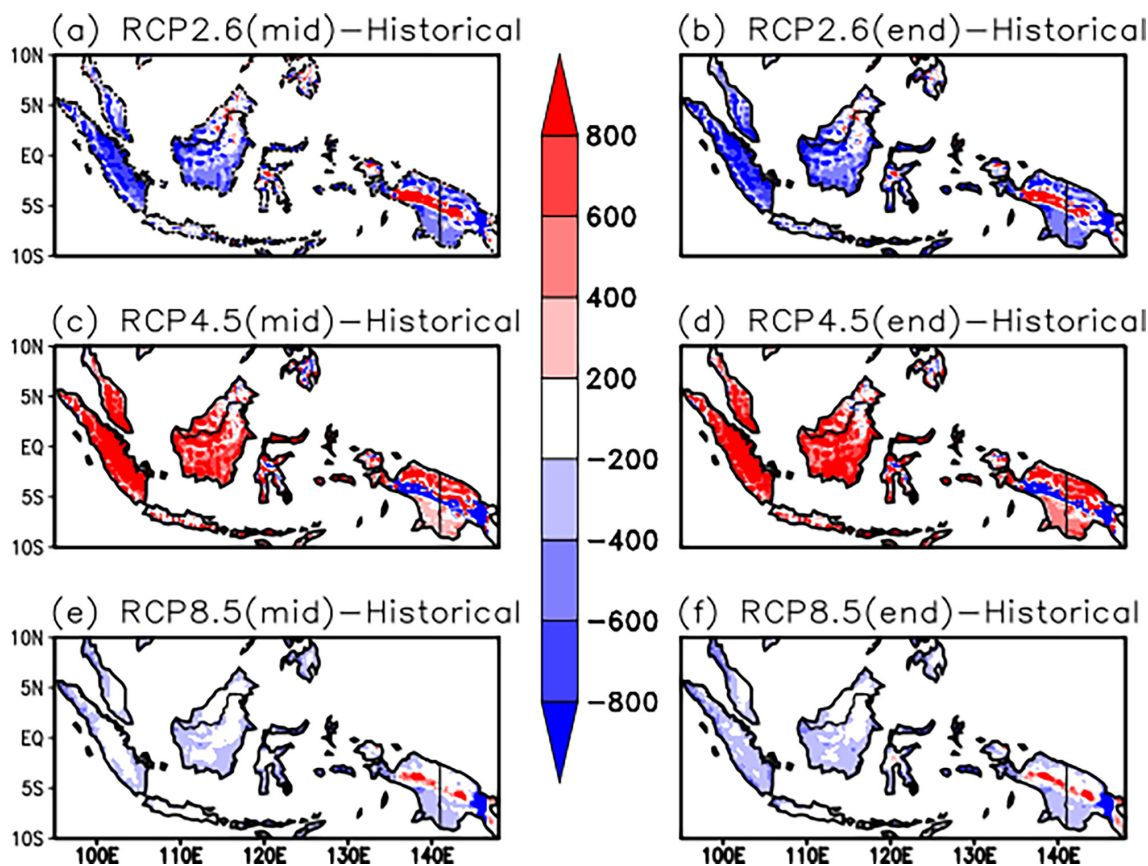 (a) RCP2.6(mid)−Historical
(b) RCP2.6(end)−Historical
10N
5N
EQ
5S
10S
800
600
400
200
−200
−400
−600
−800
(c) RCP4.5(mid)−Historical
(d) RCP4.5(end)−Historical
10N
5N
EQ
5S
10S
(e) RCP8.5(mid)−Historical
(f) RCP8.5(end)−Historical
10N
5N
EQ
5S
10S
100E 110E 120E 130E 140E
100E 110E 120E 130E 140E